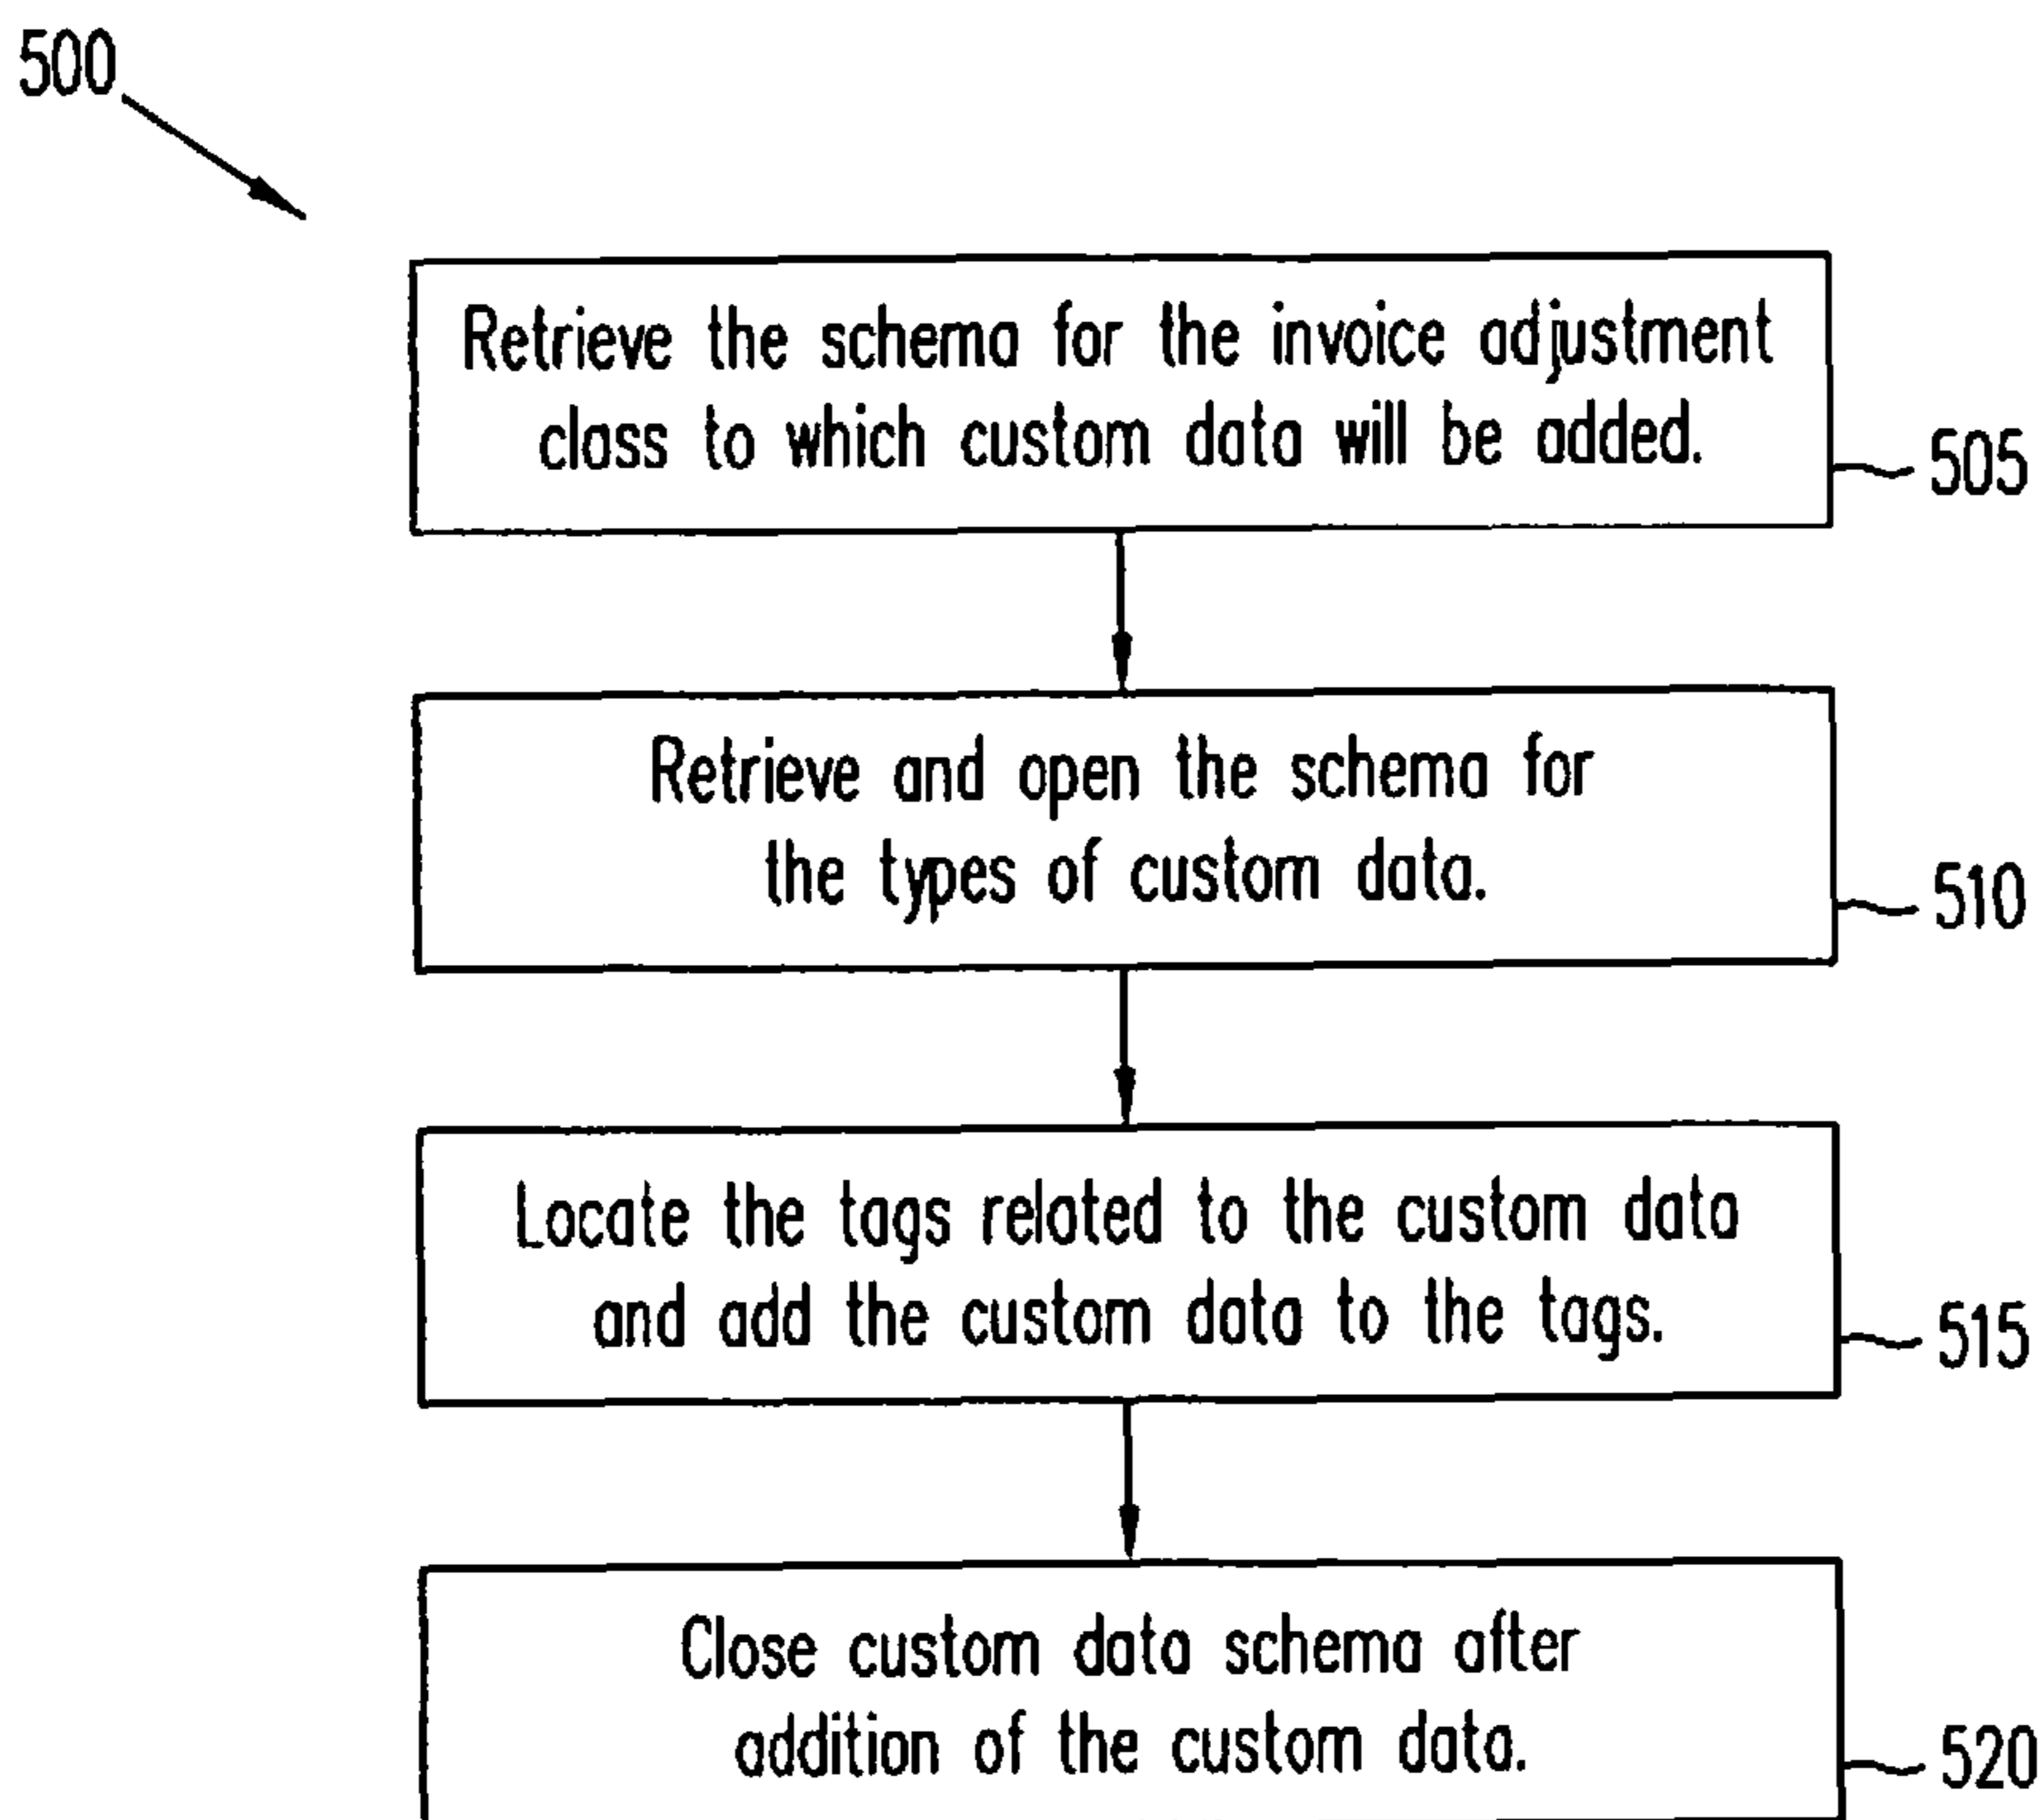 500
Retrieve the schema for the invoice adjustment
class to which custom data will be added.
505
Retrieve and open the schema for
the types of custom data.
510
Locate the tags related to the custom data
and add the custom data to the tags.
515
Close custom data schema after
addition of the custom data.
520